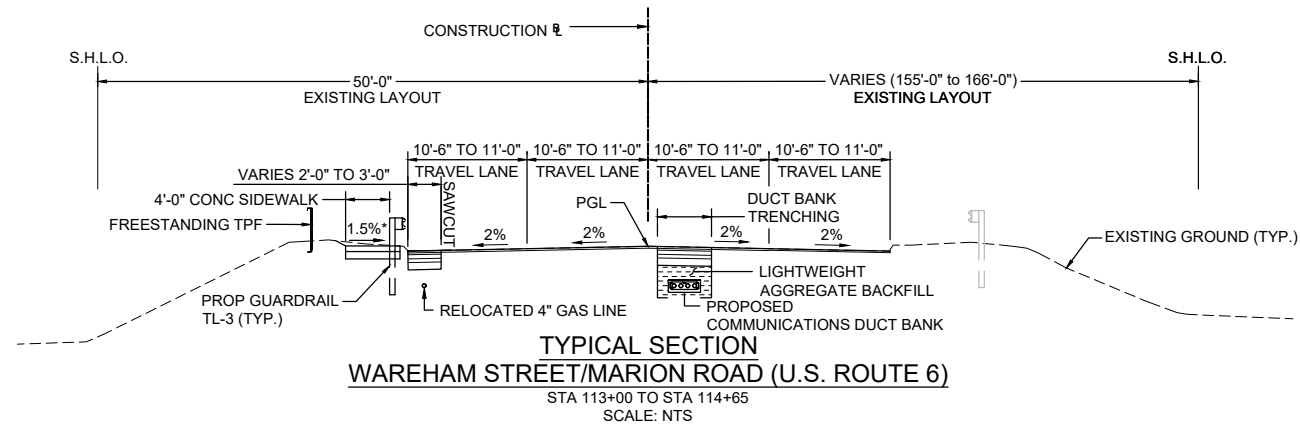 CONSTRUCTION ℄
S.H.L.O.
S.H.L.O.
50'-0"
EXISTING LAYOUT
VARIES (155'-0" to 166'-0")
EXISTING LAYOUT
10'-6" TO 11'-0"
TRAVEL LANE
10'-6" TO 11'-0"
TRAVEL LANE
10'-6" TO 11'-0"
TRAVEL LANE
10'-6" TO 11'-0"
TRAVEL LANE
VARIES 2'-0" TO 3'-0"
SAWCUT
4'-0" CONC SIDEWALK
FREESTANDING TPF
1.5%*
PGL
DUCT BANK
TRENCHING
2%
2%
2%
2%
EXISTING GROUND (TYP.)
PROP GUARDRAIL
TL-3 (TYP.)
RELOCATED 4" GAS LINE
LIGHTWEIGHT
AGGREGATE BACKFILL
PROPOSED
COMMUNICATIONS DUCT BANK
TYPICAL SECTION
WAREHAM STREET/MARION ROAD (U.S. ROUTE 6)
STA 113+00 TO STA 114+65
SCALE: NTS